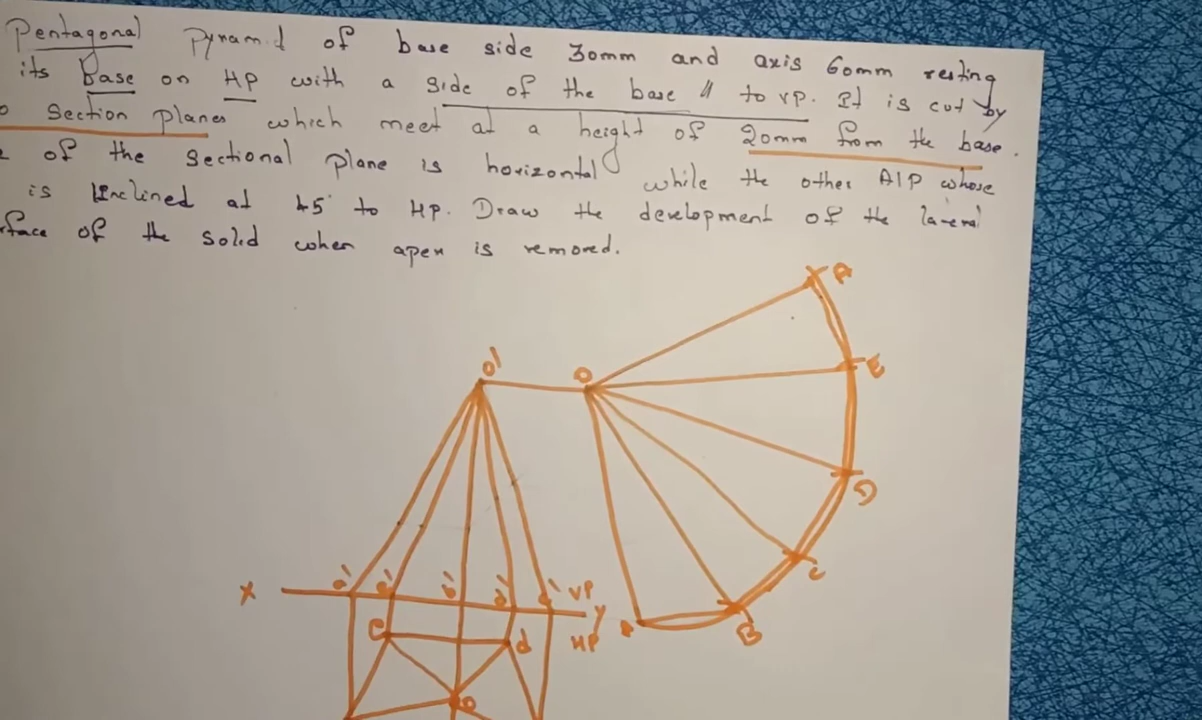 Pentagonal Pyramid of base side 30mm and axis 60mm resting
its base on HP with a side of the base || to VP. It is cut by
o section planes which meet at a height of 20mm from the base.
of the sectional plane is horizontal while the other AIP whose
is Inclined at 45° to HP. Draw the development of the lateral
rface of the solid when apex is removed.
A
o' O E
D
C
X a' e' b' d' c' VP Y
e d HP A B
o